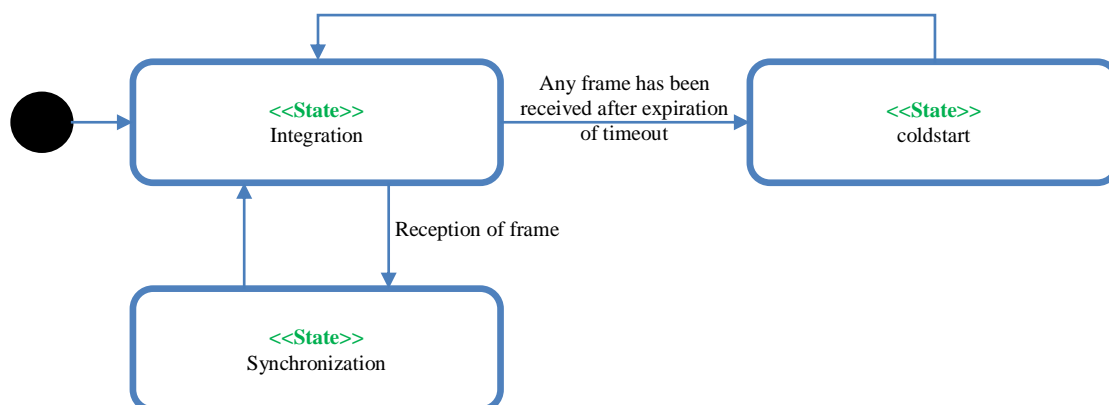 <<State>>
Integration
Any frame has been
received after expiration
of timeout
<<State>>
coldstart
Reception of frame
<<State>>
Synchronization